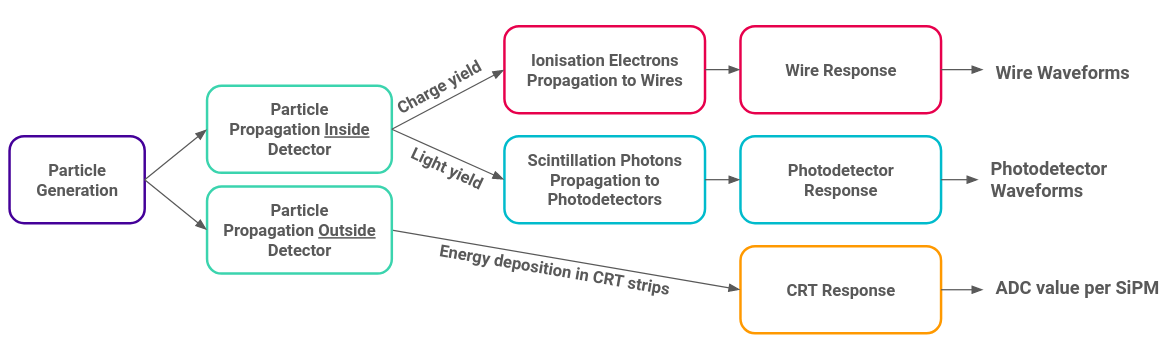 Particle
Generation
Particle
Propagation Inside
Detector
Particle
Propagation Outside
Detector
Charge yield
Light yield
Energy deposition in CRT strips
Ionisation Electrons
Propagation to Wires
Wire Response
Wire Waveforms
Scintillation Photons
Propagation to
Photodetectors
Photodetector
Response
Photodetector
Waveforms
CRT Response
ADC value per SiPM